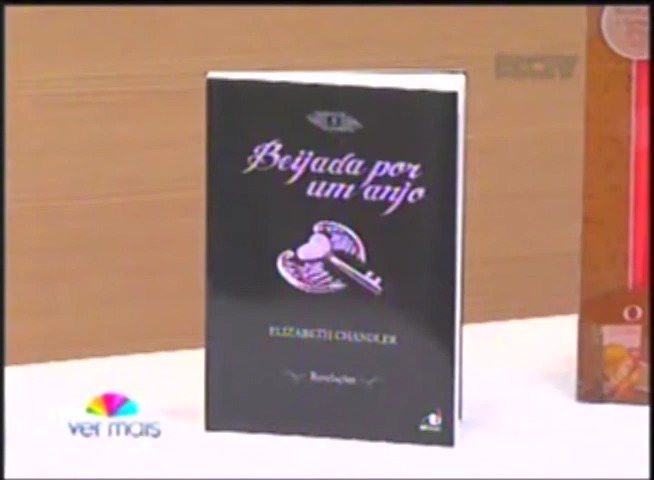 Beijada por
um anjo
ELIZABETH CHANDLER
Revelações
O
ver mais